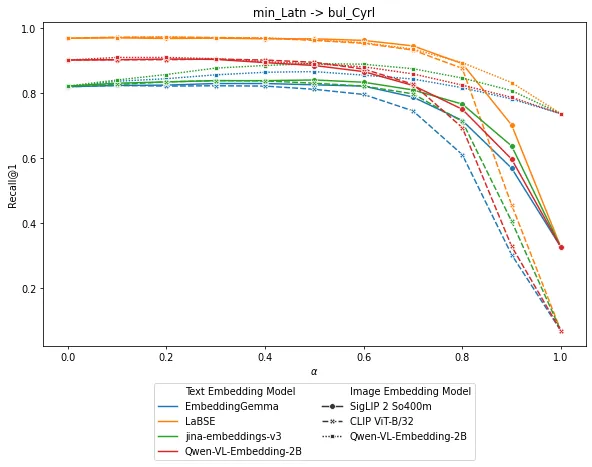 min_Latn -> bul_Cyrl
1.0
0.8
0.6
0.4
0.2
Recall@1
0.0 0.2 0.4 0.6 0.8 1.0
α
Text Embedding Model Image Embedding Model
EmbeddingGemma SigLIP 2 So400m
LaBSE CLIP ViT-B/32
jina-embeddings-v3 Qwen-VL-Embedding-2B
Qwen-VL-Embedding-2B